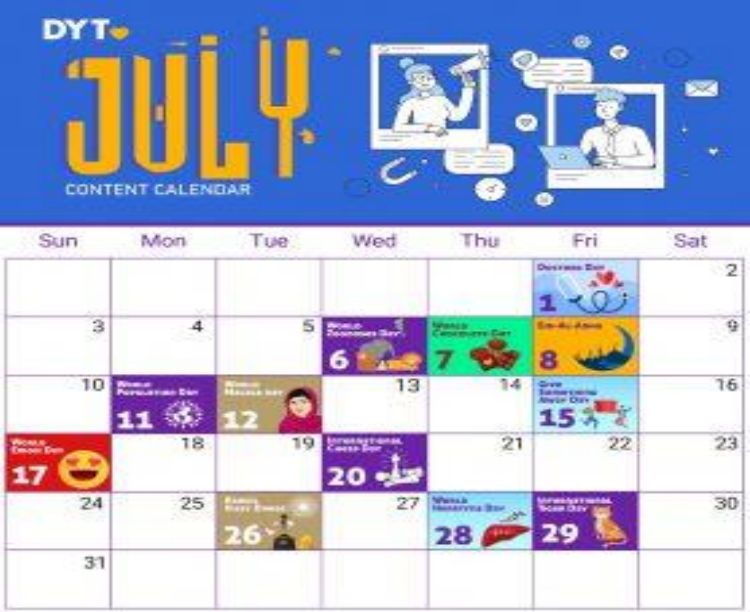 DYT
JULY
CONTENT CALENDAR
Sun Mon Tue Wed Thu Fri Sat
Doctors Day
1 2
3 4 5
World
Zoonoses Day
6
World
Chocolate Day
7
Eid-Al-Adha
8
9
10
World
Population Day
11
World
Malala Day
12
13 14
Give
Something
Away Day
15
16
World
Emoji Day
17
18 19
International
Chess Day
20
21 22 23
24 25
Kargil
Vijay Diwas
26
27
World
Hepatitis Day
28
International
Tiger Day
29
30
31